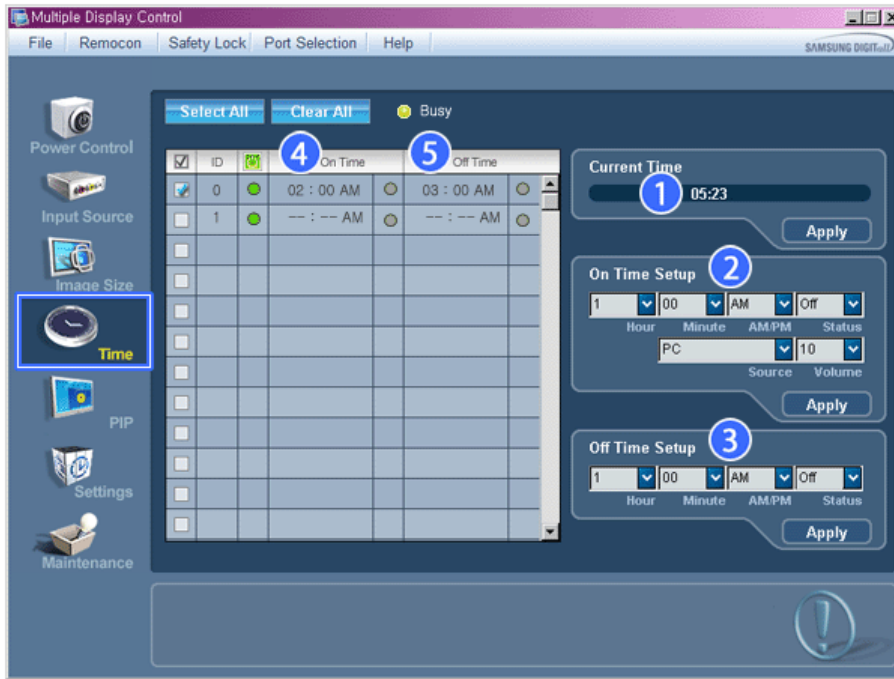 Multiple Display Control
File Remocon Safety Lock Port Selection Help
SAMSUNG DIGITall
Power Control
Input Source
Image Size
Time
PIP
Settings
Maintenance
Select All Clear All Busy
ID 4 On Time 5 Off Time
0 02 : 00 AM 03 : 00 AM
1 -- : -- AM -- : -- AM
Current Time
1 05:23
Apply
On Time Setup 2
1 00 AM Off
Hour Minute AM/PM Status
PC 10
Source Volume
Apply
Off Time Setup 3
1 00 AM Off
Hour Minute AM/PM Status
Apply